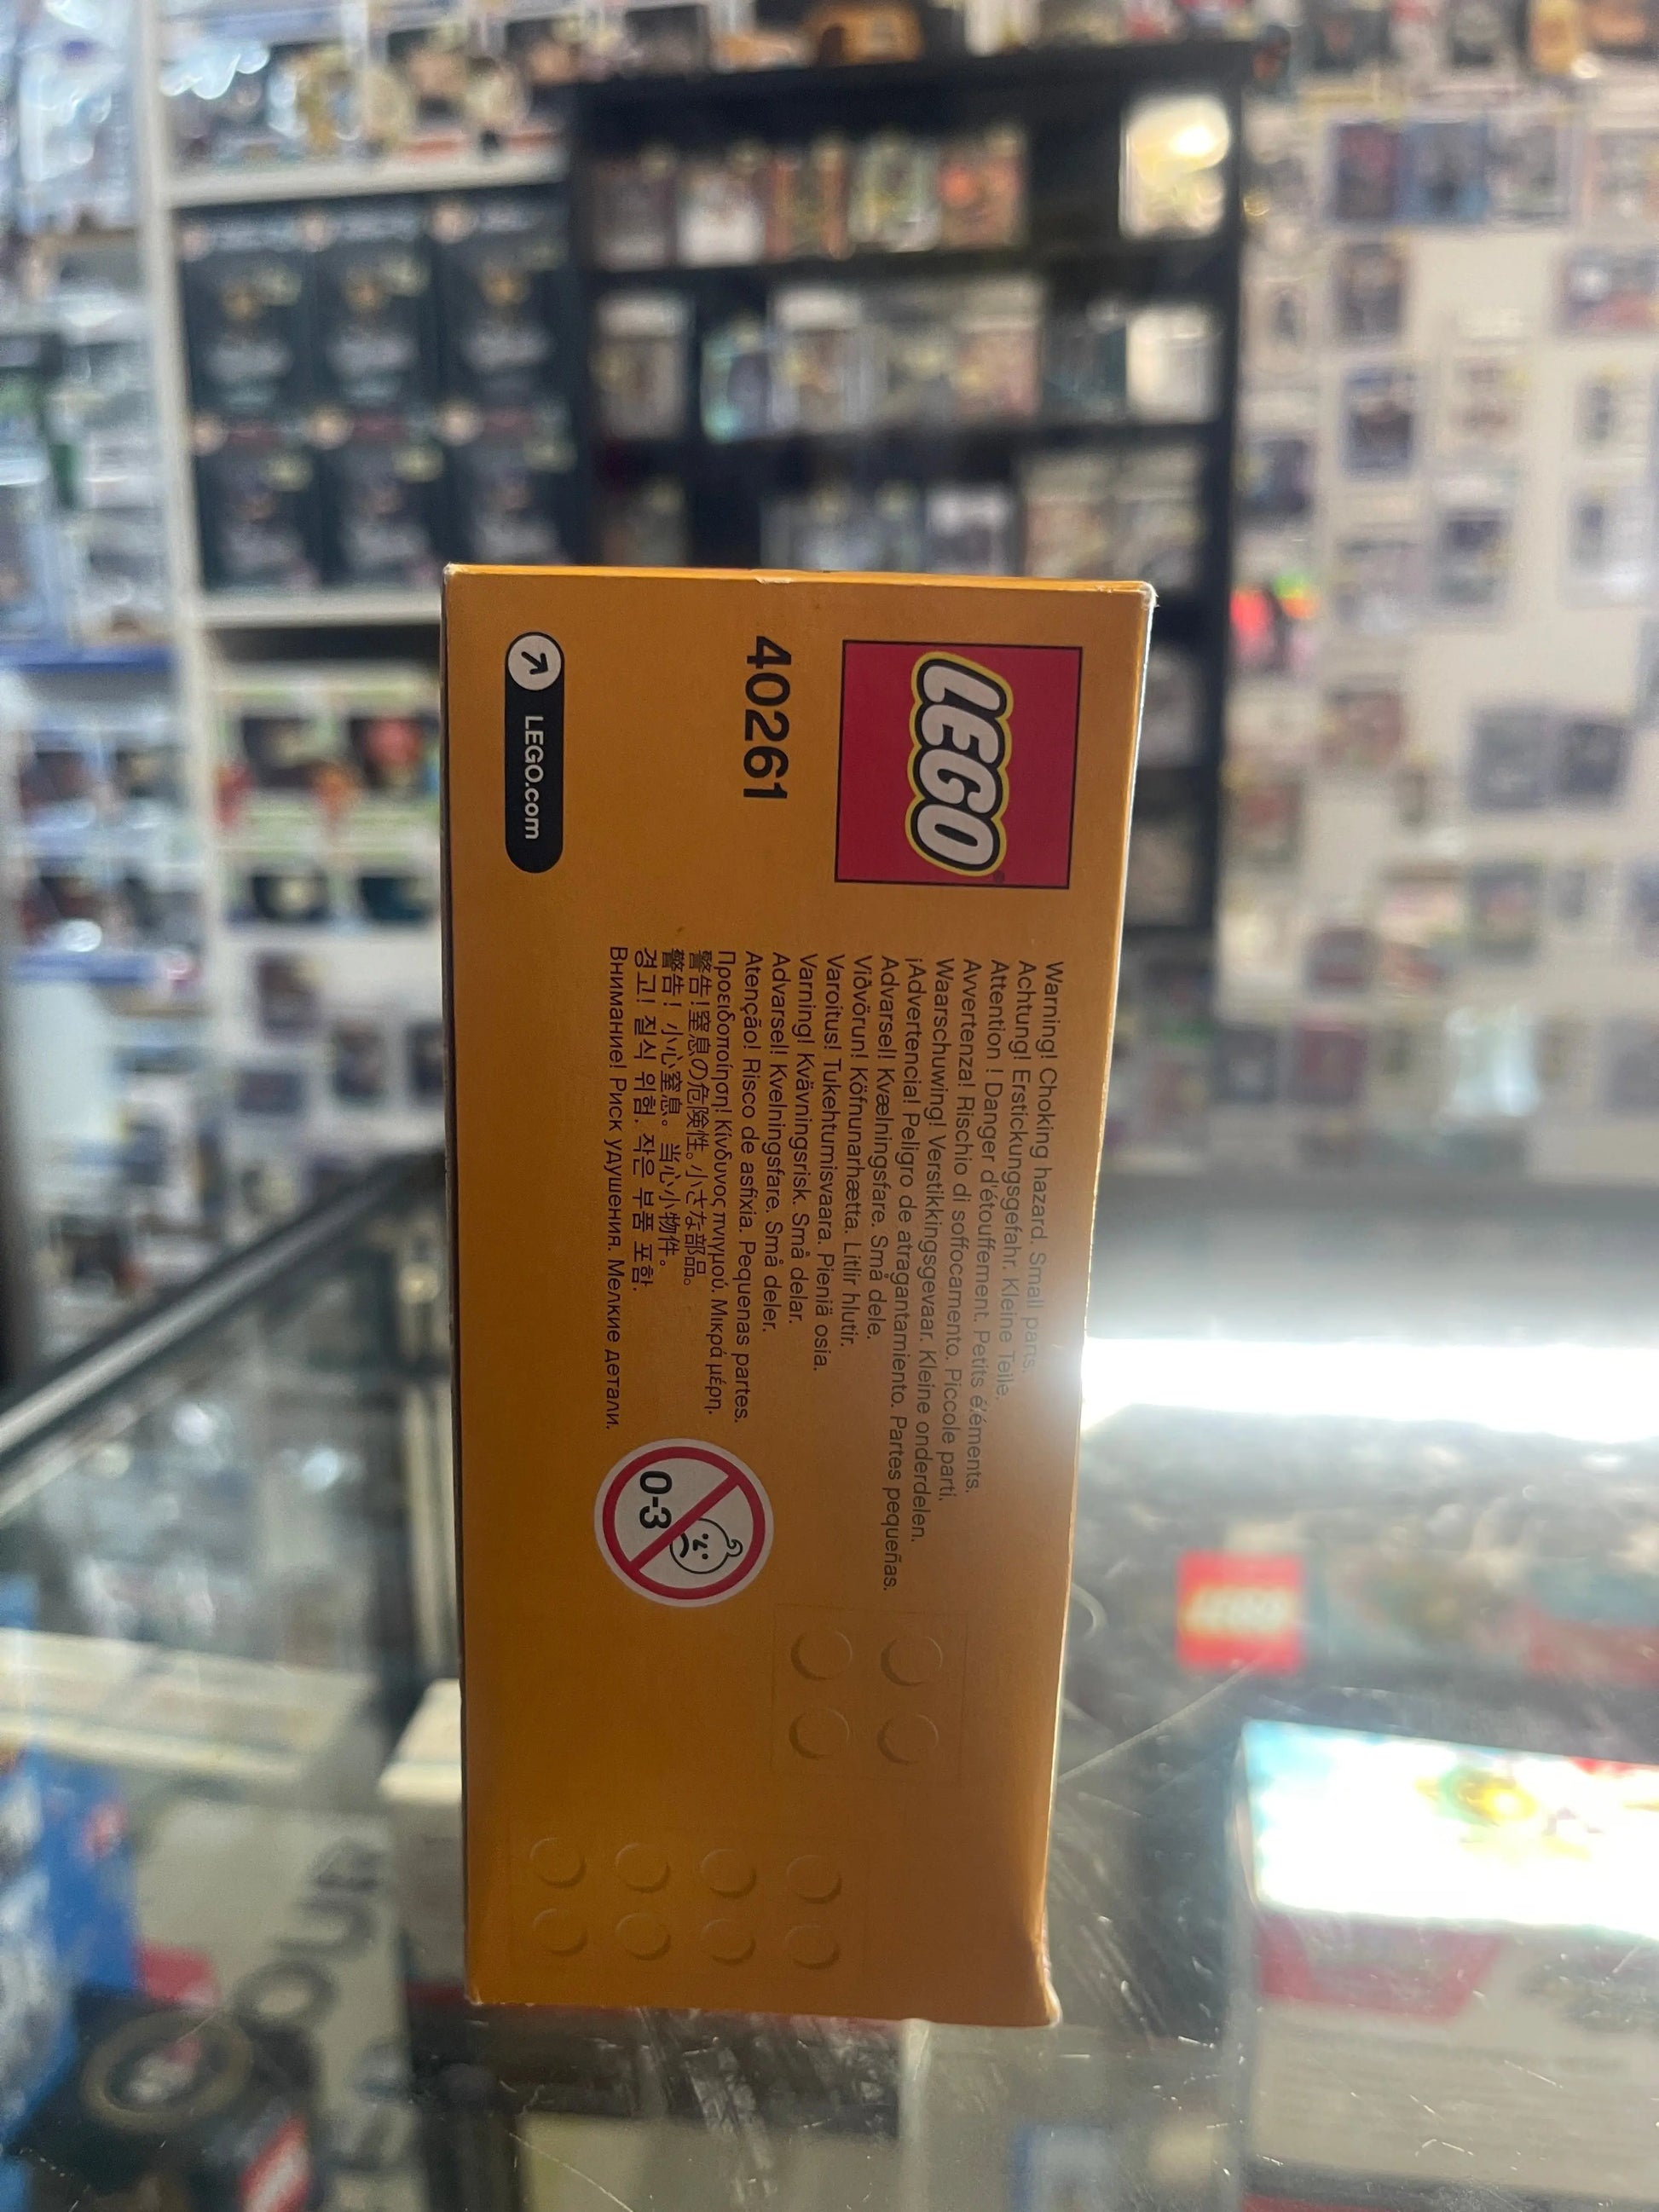 LEGO
40261
LEGO.com
Warning! Choking hazard. Small parts.
Achtung! Erstickungsgefahr. Kleine Teile.
Attention ! Danger d'étouffement. Petits éléments.
Avvertenza! Rischio di soffocamento. Piccole parti.
Waarschuwing! Verstikkingsgevaar. Kleine onderdelen.
¡Advertencia! Peligro de atragantamiento. Partes pequeñas.
Advarsel! Kvælningsfare. Små dele.
Viðvörun! Köfnunarhætta. Litlir hlutir.
Varoitus! Tukehtumisvaara. Pieniä osia.
Varning! Kvävningsrisk. Små delar.
Advarsel! Kvelningsfare. Små deler.
Atenção! Risco de asfixia. Pequenas partes.
Προειδοποίηση! Κίνδυνος πνιγμού. Μικρά μέρη.
警告! 窒息の危険性。小さな部品。
警告! 小心窒息。当心小物件。
경고! 질식 위험. 작은 부품 포함.
Внимание! Риск удушения. Мелкие детали.
0-3
LEGO